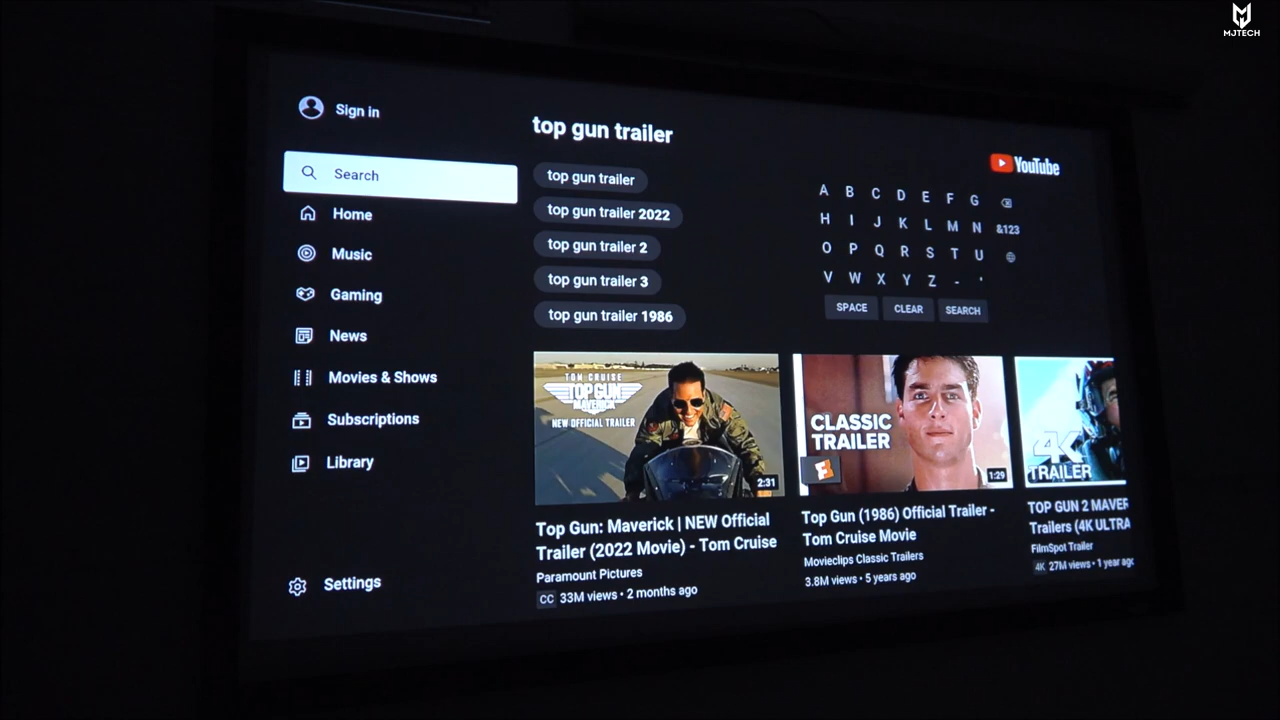 MJTECH
Sign in
Search
Home
Music
Gaming
News
Movies & Shows
Subscriptions
Library
Settings
top gun trailer
top gun trailer
top gun trailer 2022
top gun trailer 2
top gun trailer 3
top gun trailer 1986
YouTube
A B C D E F G
H I J K L M N &123
O P Q R S T U
V W X Y Z - '
SPACE CLEAR SEARCH
TOM CRUISE
TOP GUN
MAVERICK
NEW OFFICIAL TRAILER
2:31
Top Gun: Maverick | NEW Official
Trailer (2022 Movie) - Tom Cruise
Paramount Pictures
CC 33M views • 2 months ago
CLASSIC
TRAILER
F
1:29
Top Gun (1986) Official Trailer -
Tom Cruise Movie
Movieclips Classic Trailers
3.8M views • 5 years ago
4K
TRAILER
TOP GUN 2 MAVER
Trailers (4K ULTRA
FilmSpot Trailer
4K 27M views • 1 year ago